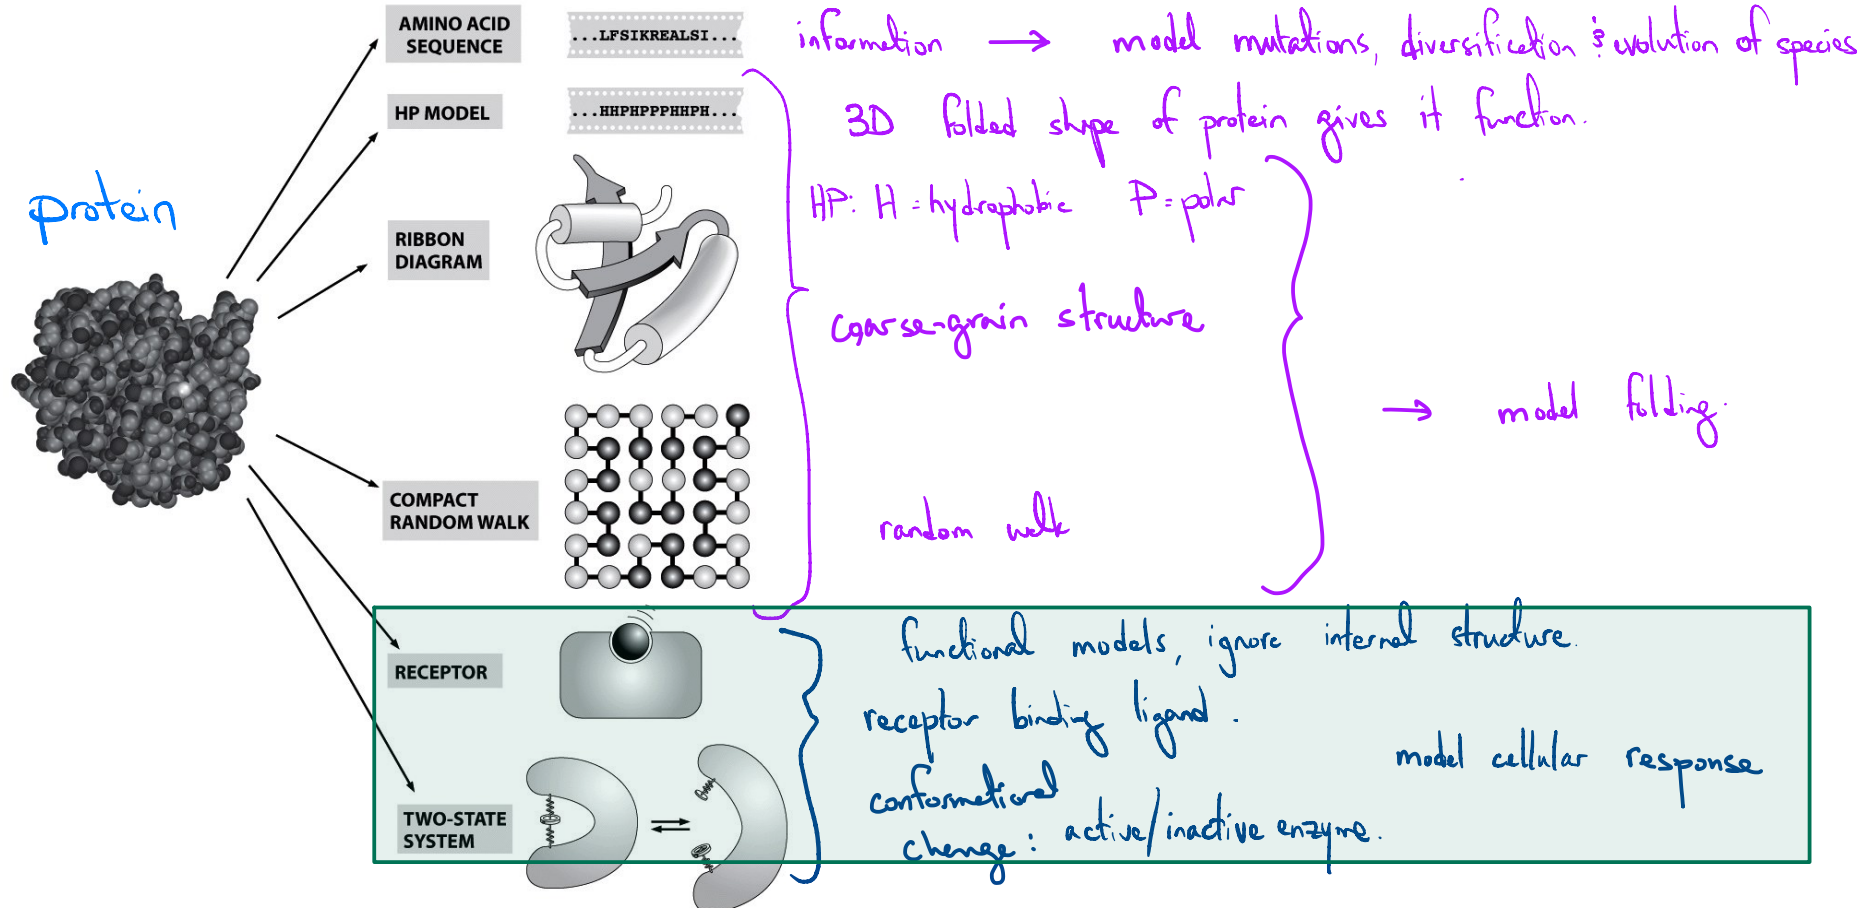 AMINO ACID
SEQUENCE
...LFSIKREALSI...
information → model mutations, diversification & evolution of species
HP MODEL
...HHPHPPPHHPH...
3D folded shape of protein gives it function.
protein
HP: H = hydrophobic P = polar
RIBBON
DIAGRAM
coarse-grain structure
→ model folding.
COMPACT
RANDOM WALK
random walk
RECEPTOR
functional models, ignore internal structure.
receptor binding ligand.
model cellular response
TWO-STATE
SYSTEM
conformational
change: active/inactive enzyme.